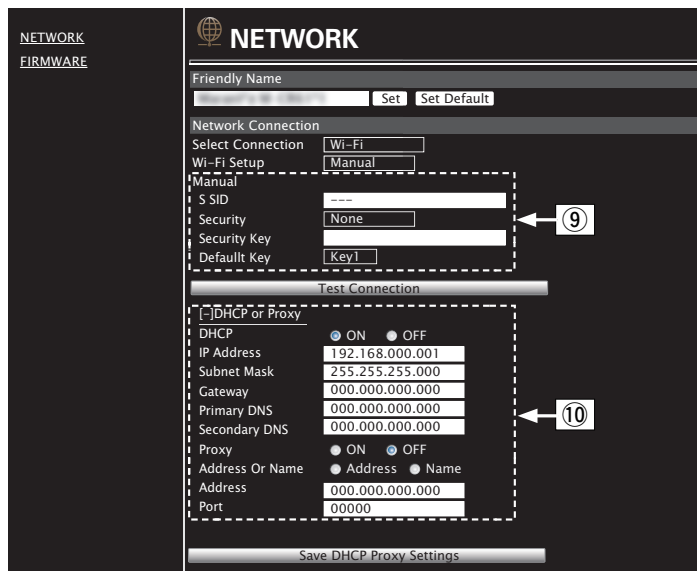 NETWORK
FIRMWARE
NETWORK
Friendly Name
Set Set Default
Network Connection
Select Connection Wi-Fi
Wi-Fi Setup Manual
Manual
S SID ---
Security None
Security Key
Defaullt Key Key1
⑨
Test Connection
[-]DHCP or Proxy
DHCP ON OFF
IP Address 192.168.000.001
Subnet Mask 255.255.255.000
Gateway 000.000.000.000
Primary DNS 000.000.000.000
Secondary DNS 000.000.000.000
⑩
Proxy ON OFF
Address Or Name Address Name
Address 000.000.000.000
Port 00000
Save DHCP Proxy Settings